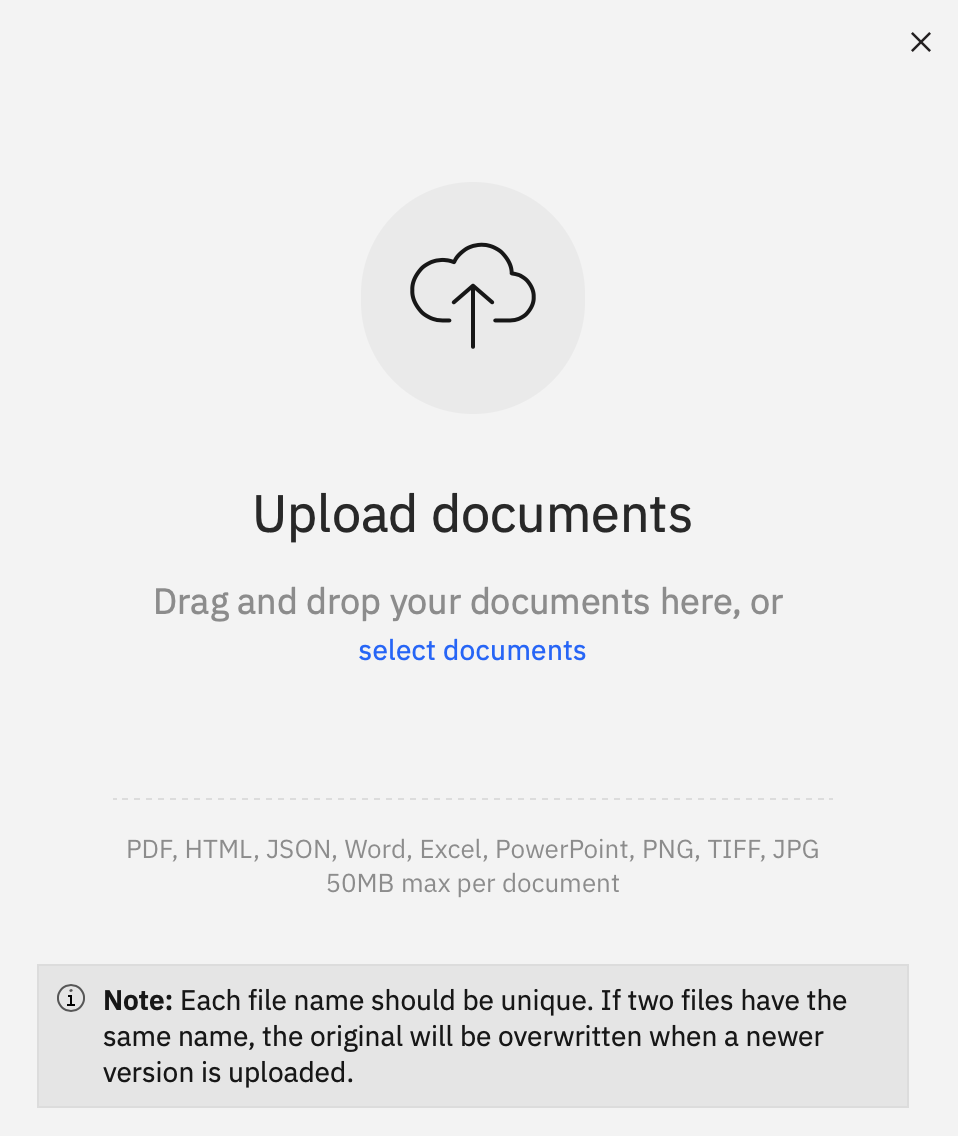 Upload documents
Drag and drop your documents here, or
select documents
PDF, HTML, JSON, Word, Excel, PowerPoint, PNG, TIFF, JPG
50MB max per document
Note: Each file name should be unique. If two files have the
same name, the original will be overwritten when a newer
version is uploaded.